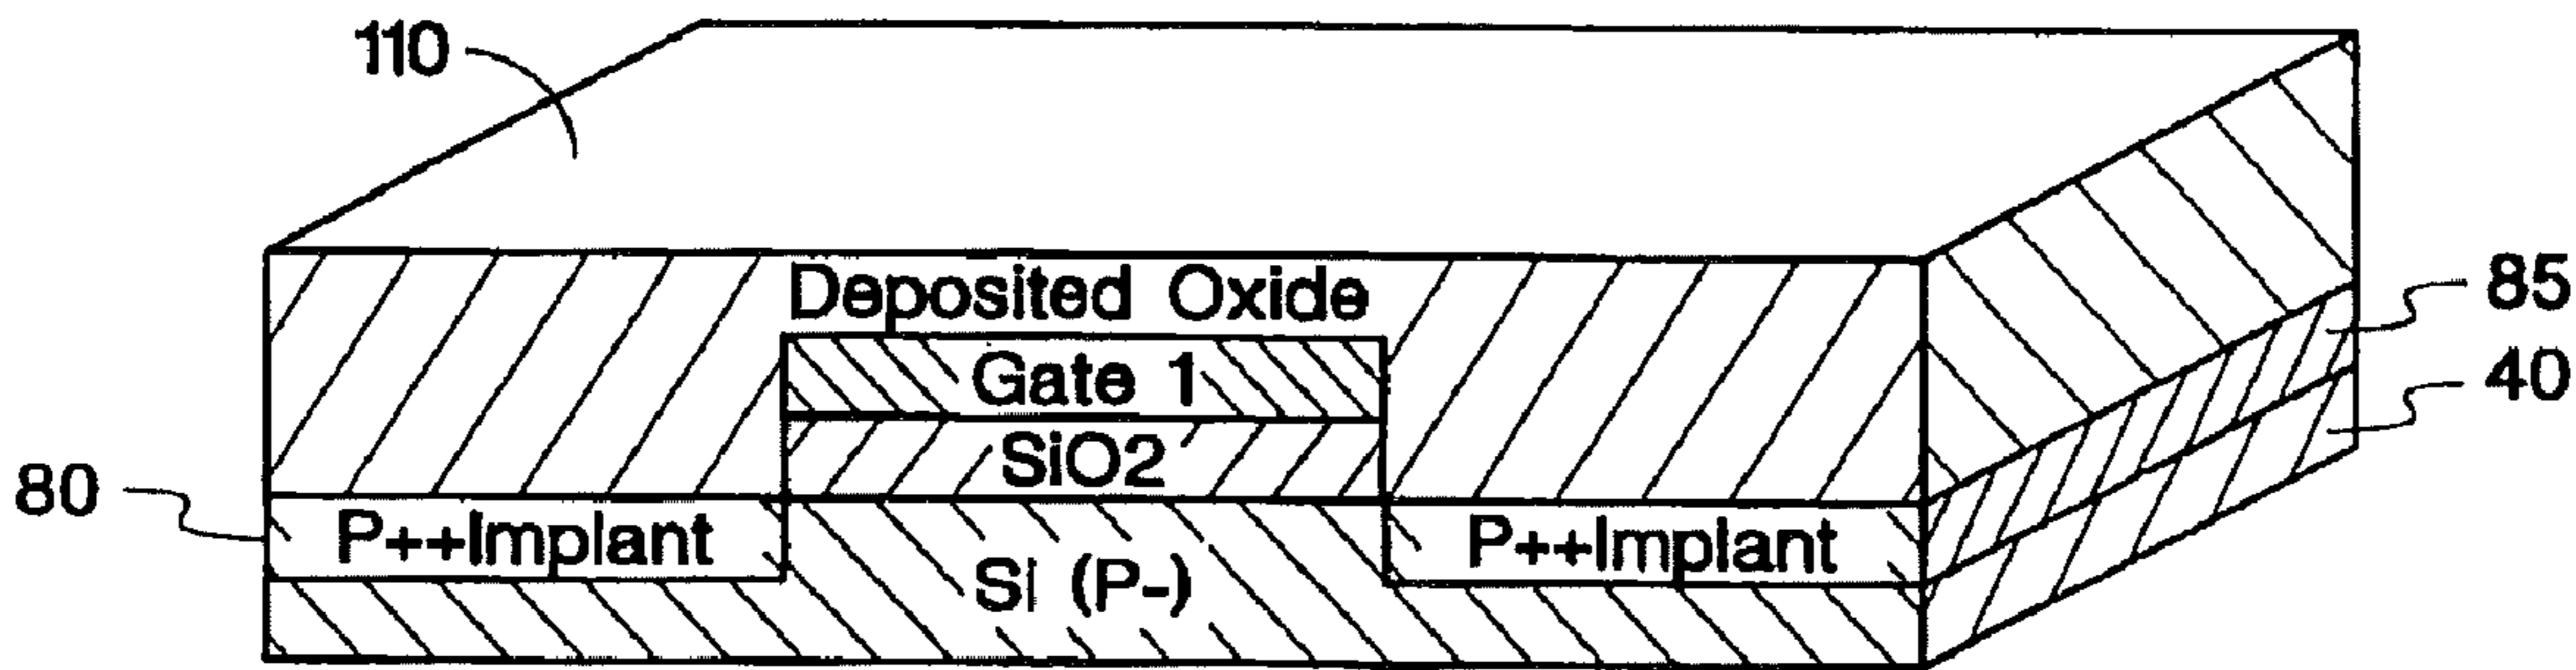 110
Deposited Oxide
85
Gate 1
40
SiO2
80
P++Implant
P++Implant
Si (P-)